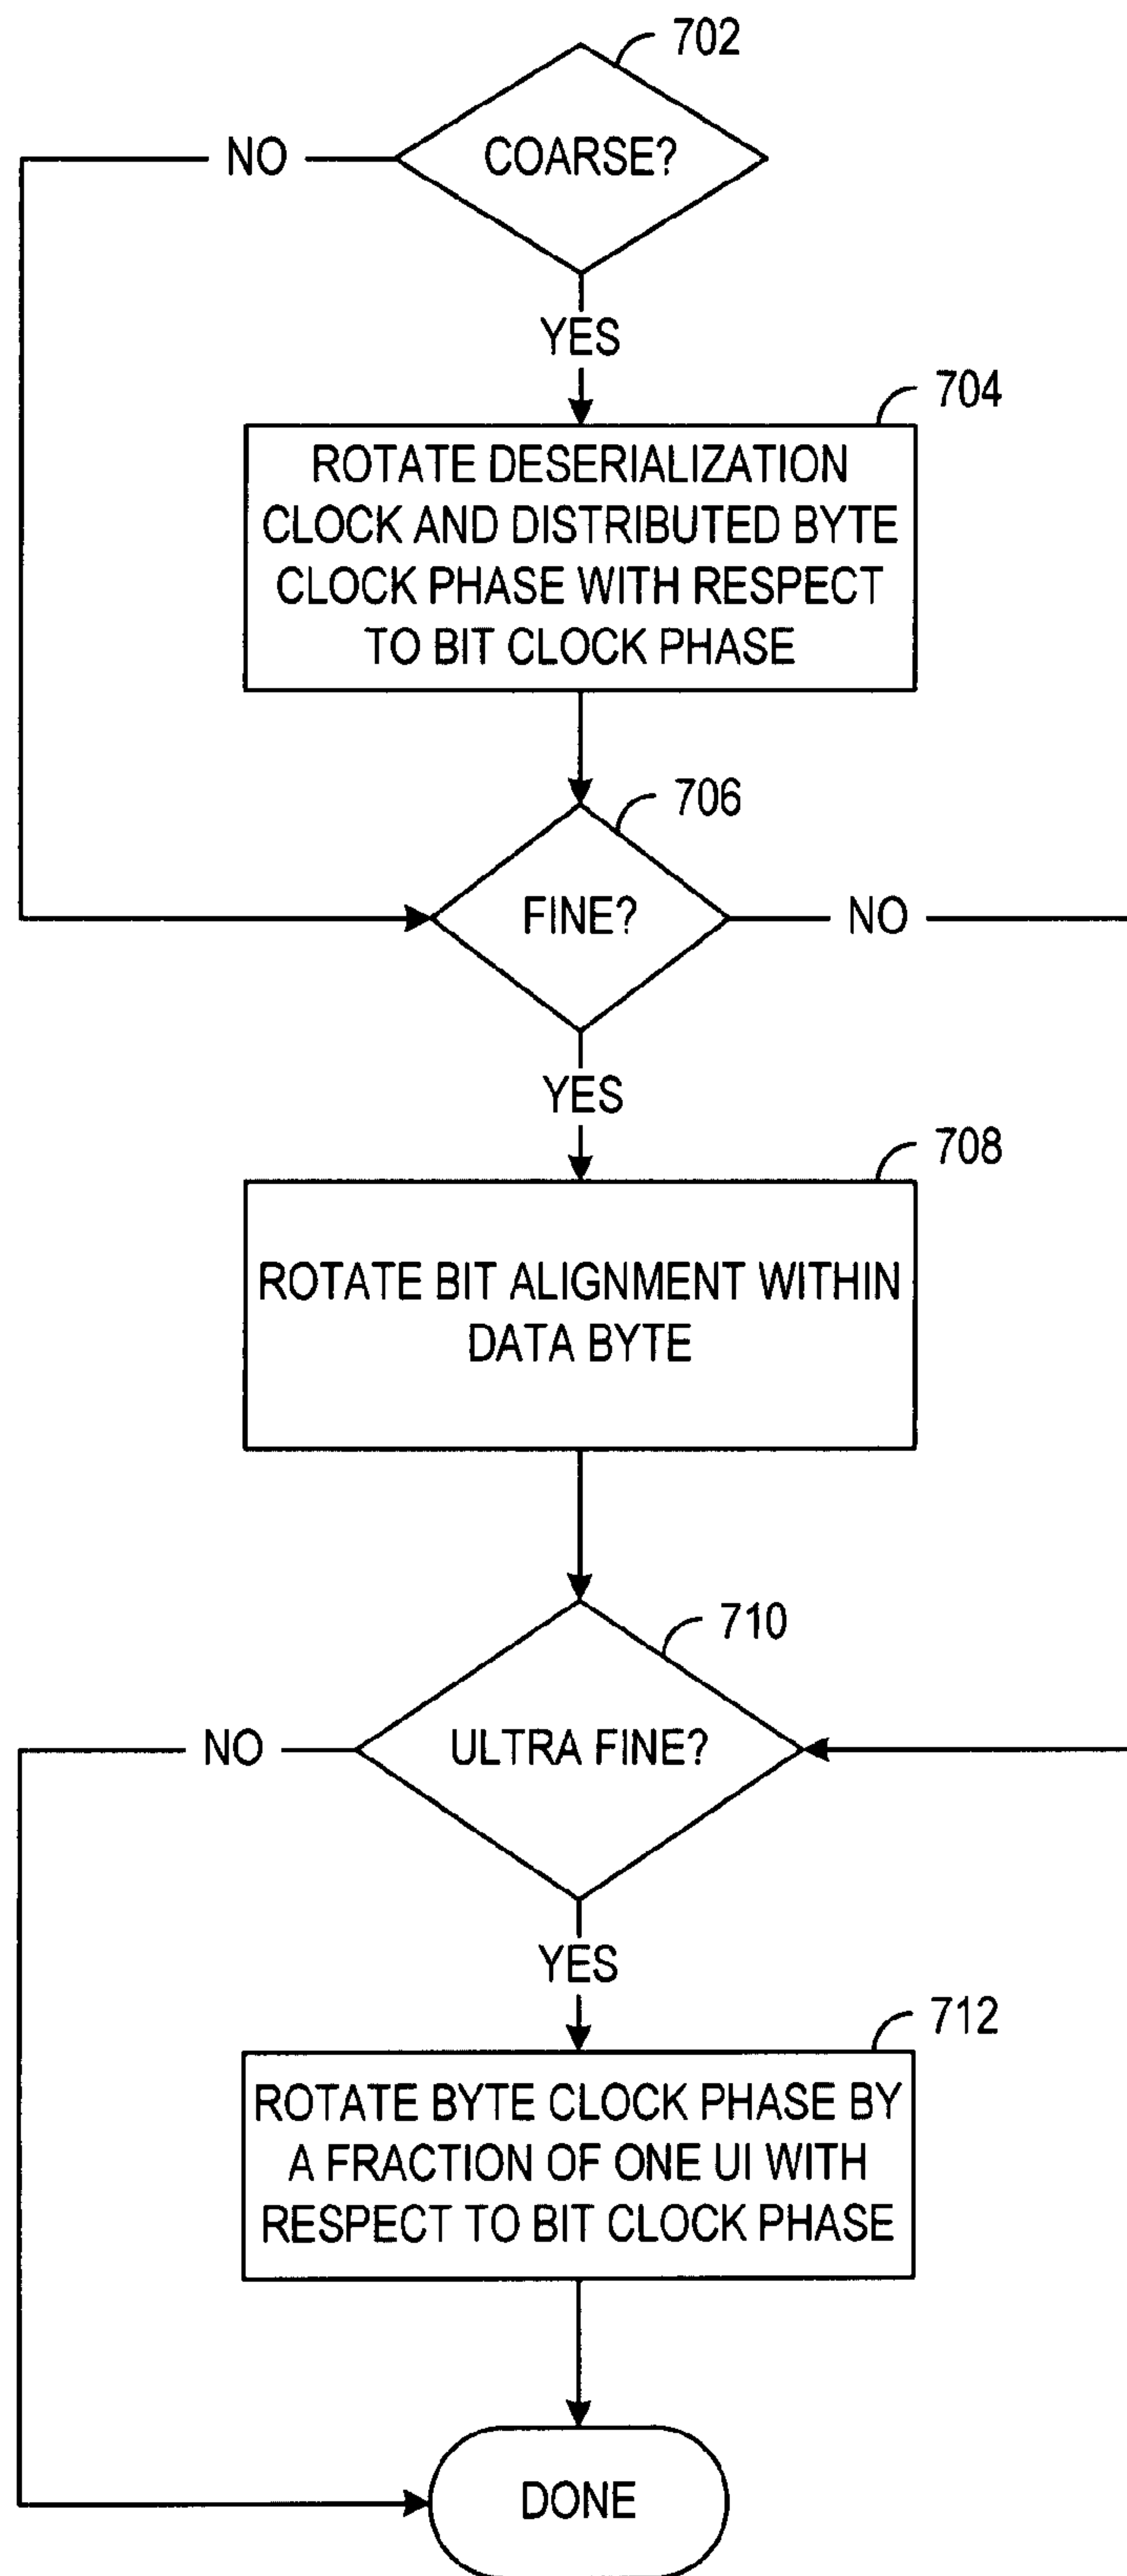 702
COARSE?
NO
YES
704
ROTATE DESERIALIZATION
CLOCK AND DISTRIBUTED BYTE
CLOCK PHASE WITH RESPECT
TO BIT CLOCK PHASE
706
FINE?
NO
YES
708
ROTATE BIT ALIGNMENT WITHIN
DATA BYTE
710
NO
ULTRA FINE?
YES
712
ROTATE BYTE CLOCK PHASE BY
A FRACTION OF ONE UI WITH
RESPECT TO BIT CLOCK PHASE
DONE